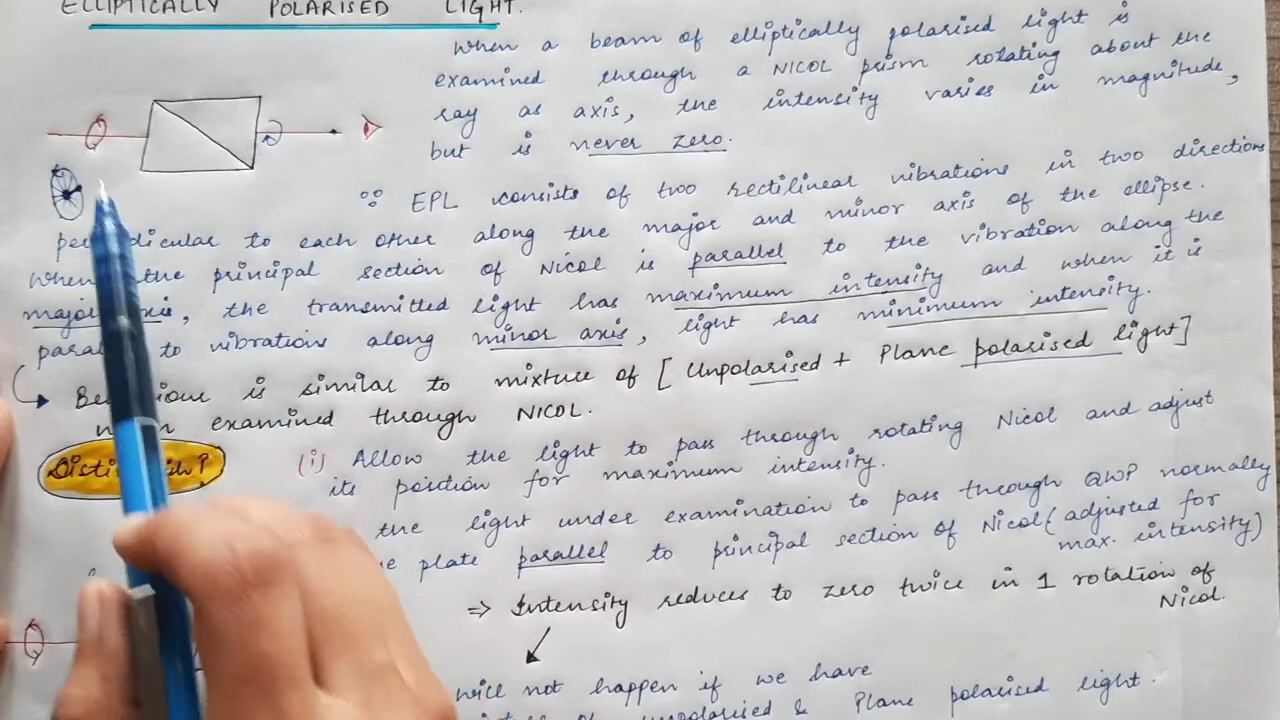 ELLIPTICALLY POLARISED LIGHT.
When a beam of elliptically polarised light is
examined through a NICOL prism rotating about the
ray as axis, the intensity varies in magnitude,
but is never zero.
∵ EPL consists of two rectilinear vibrations in two directions
dicular to each other along the major and minor axis of the ellipse.
When the principal section of Nicol is parallel to the vibration along the
major axis, the transmitted light has maximum intensity and when it is
to vibrations along minor axis, light has minimum intensity.
is similar to mixture of [Unpolarised + Plane polarised light]
examined through NICOL.
(i) Allow the light to pass through rotating Nicol and adjust
its position for maximum intensity.
the light under examination to pass through QWP normally
plate parallel to principal section of Nicol (adjusted for
max. intensity)
⇒ Intensity reduces to zero twice in 1 rotation of
Nicol.
will not happen if we have
of unpolarised & Plane polarised light.